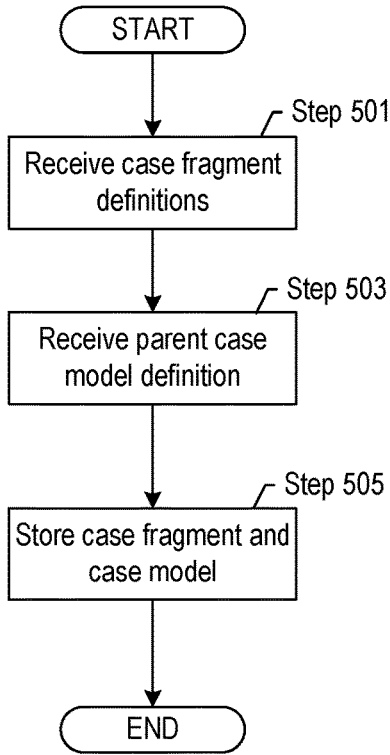 START
Step 501
Receive case fragment
definitions
Step 503
Receive parent case
model definition
Step 505
Store case fragment and
case model
END